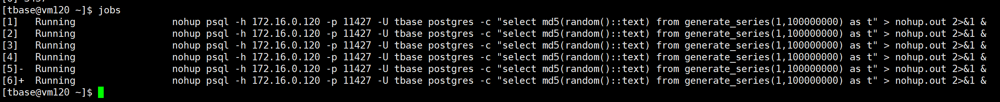 [tbase@vm120 ~]$ jobs
[1]   Running                 nohup psql -h 172.16.0.120 -p 11427 -U tbase postgres -c "select md5(random()::text) from generate_series(1,100000000) as t" > nohup.out 2>&1 &
[2]   Running                 nohup psql -h 172.16.0.120 -p 11427 -U tbase postgres -c "select md5(random()::text) from generate_series(1,100000000) as t" > nohup.out 2>&1 &
[3]   Running                 nohup psql -h 172.16.0.120 -p 11427 -U tbase postgres -c "select md5(random()::text) from generate_series(1,100000000) as t" > nohup.out 2>&1 &
[4]   Running                 nohup psql -h 172.16.0.120 -p 11427 -U tbase postgres -c "select md5(random()::text) from generate_series(1,100000000) as t" > nohup.out 2>&1 &
[5]-  Running                 nohup psql -h 172.16.0.120 -p 11427 -U tbase postgres -c "select md5(random()::text) from generate_series(1,100000000) as t" > nohup.out 2>&1 &
[6]+  Running                 nohup psql -h 172.16.0.120 -p 11427 -U tbase postgres -c "select md5(random()::text) from generate_series(1,100000000) as t" > nohup.out 2>&1 &
[tbase@vm120 ~]$